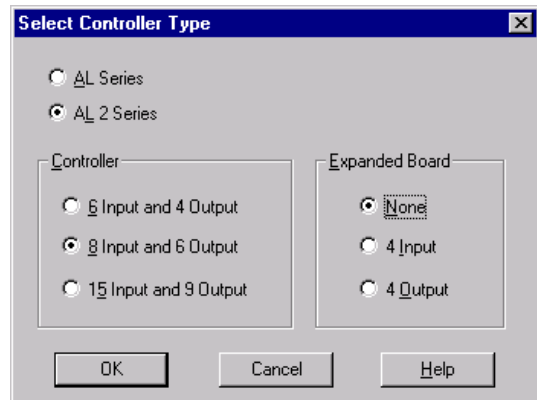 Select Controller Type
AL Series
AL 2 Series
Controller
6 Input and 4 Output
8 Input and 6 Output
15 Input and 9 Output
Expanded Board
None
4 Input
4 Output
OK
Cancel
Help